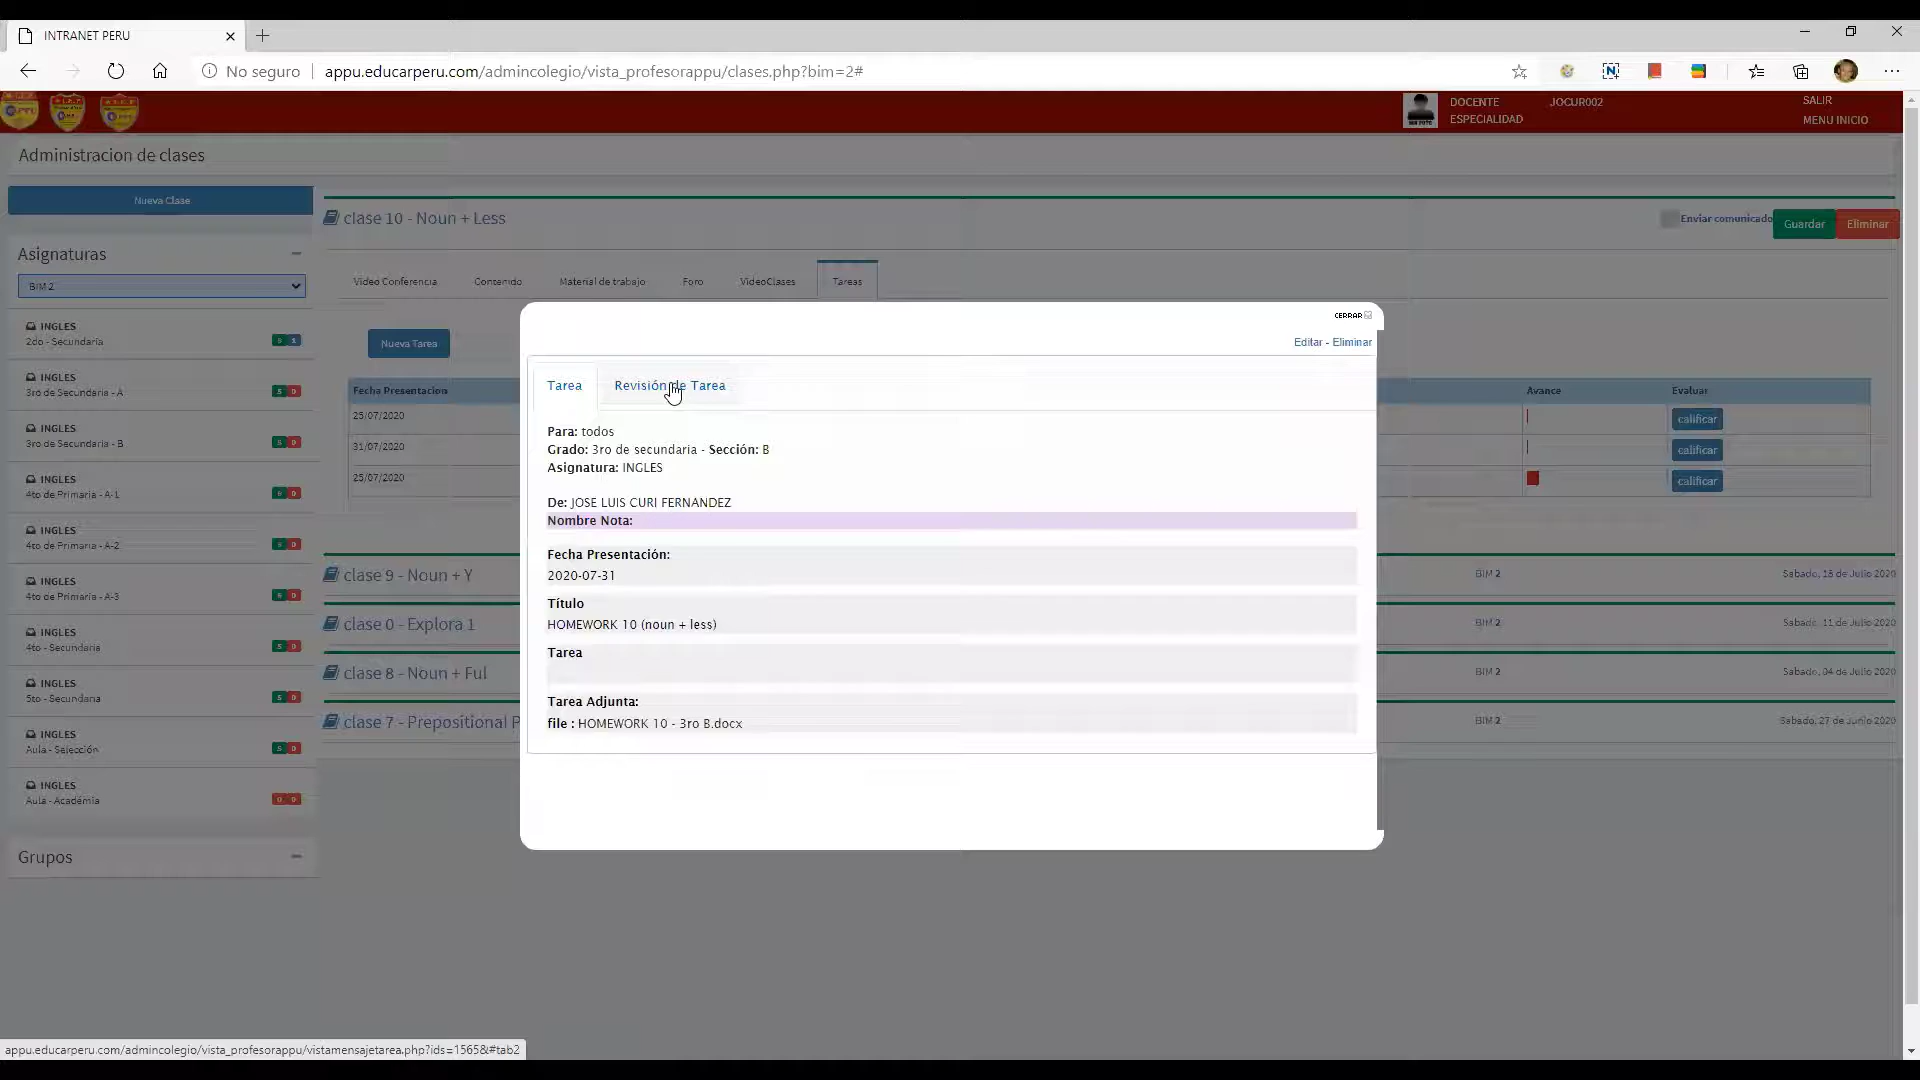 INTRANET PERU
No seguro
appu.educarperu.com/admincolegio/vista_profesorappu/clases.php?bim=2#
DOCENTE
JOCUR002
SALIR
ESPECIALIDAD
MENU INICIO
Administracion de clases
Nueva Clase
clase 10 - Noun + Less
Enviar comunicado
Guardar
Eliminar
Asignaturas
BIM 2
Video Conferencia
Contenido
Material de trabajo
Foro
VideoClases
Tareas
CERRAR
Editar - Eliminar
Nueva Tarea
Tarea
Revisión de Tarea
Fecha Presentacion
Avance
Evaluar
25/07/2020
calificar
31/07/2020
calificar
25/07/2020
calificar
Para: todos
Grado: 3ro de secundaria - Sección: B
Asignatura: INGLES
De: JOSE LUIS CURI FERNANDEZ
Nombre Nota:
Fecha Presentación:
2020-07-31
Título
HOMEWORK 10 (noun + less)
Tarea
Tarea Adjunta:
file : HOMEWORK 10 - 3ro B.docx
INGLES
2do - Secundaria
INGLES
3ro de Secundaria - A
INGLES
3ro de Secundaria - B
INGLES
4to de Primaria - A-1
INGLES
4to de Primaria - A-2
INGLES
4to de Primaria - A-3
INGLES
4to - Secundaria
INGLES
5to - Secundaria
INGLES
Aula - Selección
INGLES
Aula - Académia
Grupos
clase 9 - Noun + Y
BIM 2
Sabado, 18 de Julio 2020
clase 0 - Explora 1
BIM 2
Sabado, 11 de Julio 2020
clase 8 - Noun + Ful
BIM 2
Sabado, 04 de Julio 2020
clase 7 - Prepositional P
BIM 2
Sabado, 27 de Junio 2020
appu.educarperu.com/admincolegio/vista_profesorappu/vistamensajetarea.php?ids=1565&#tab2